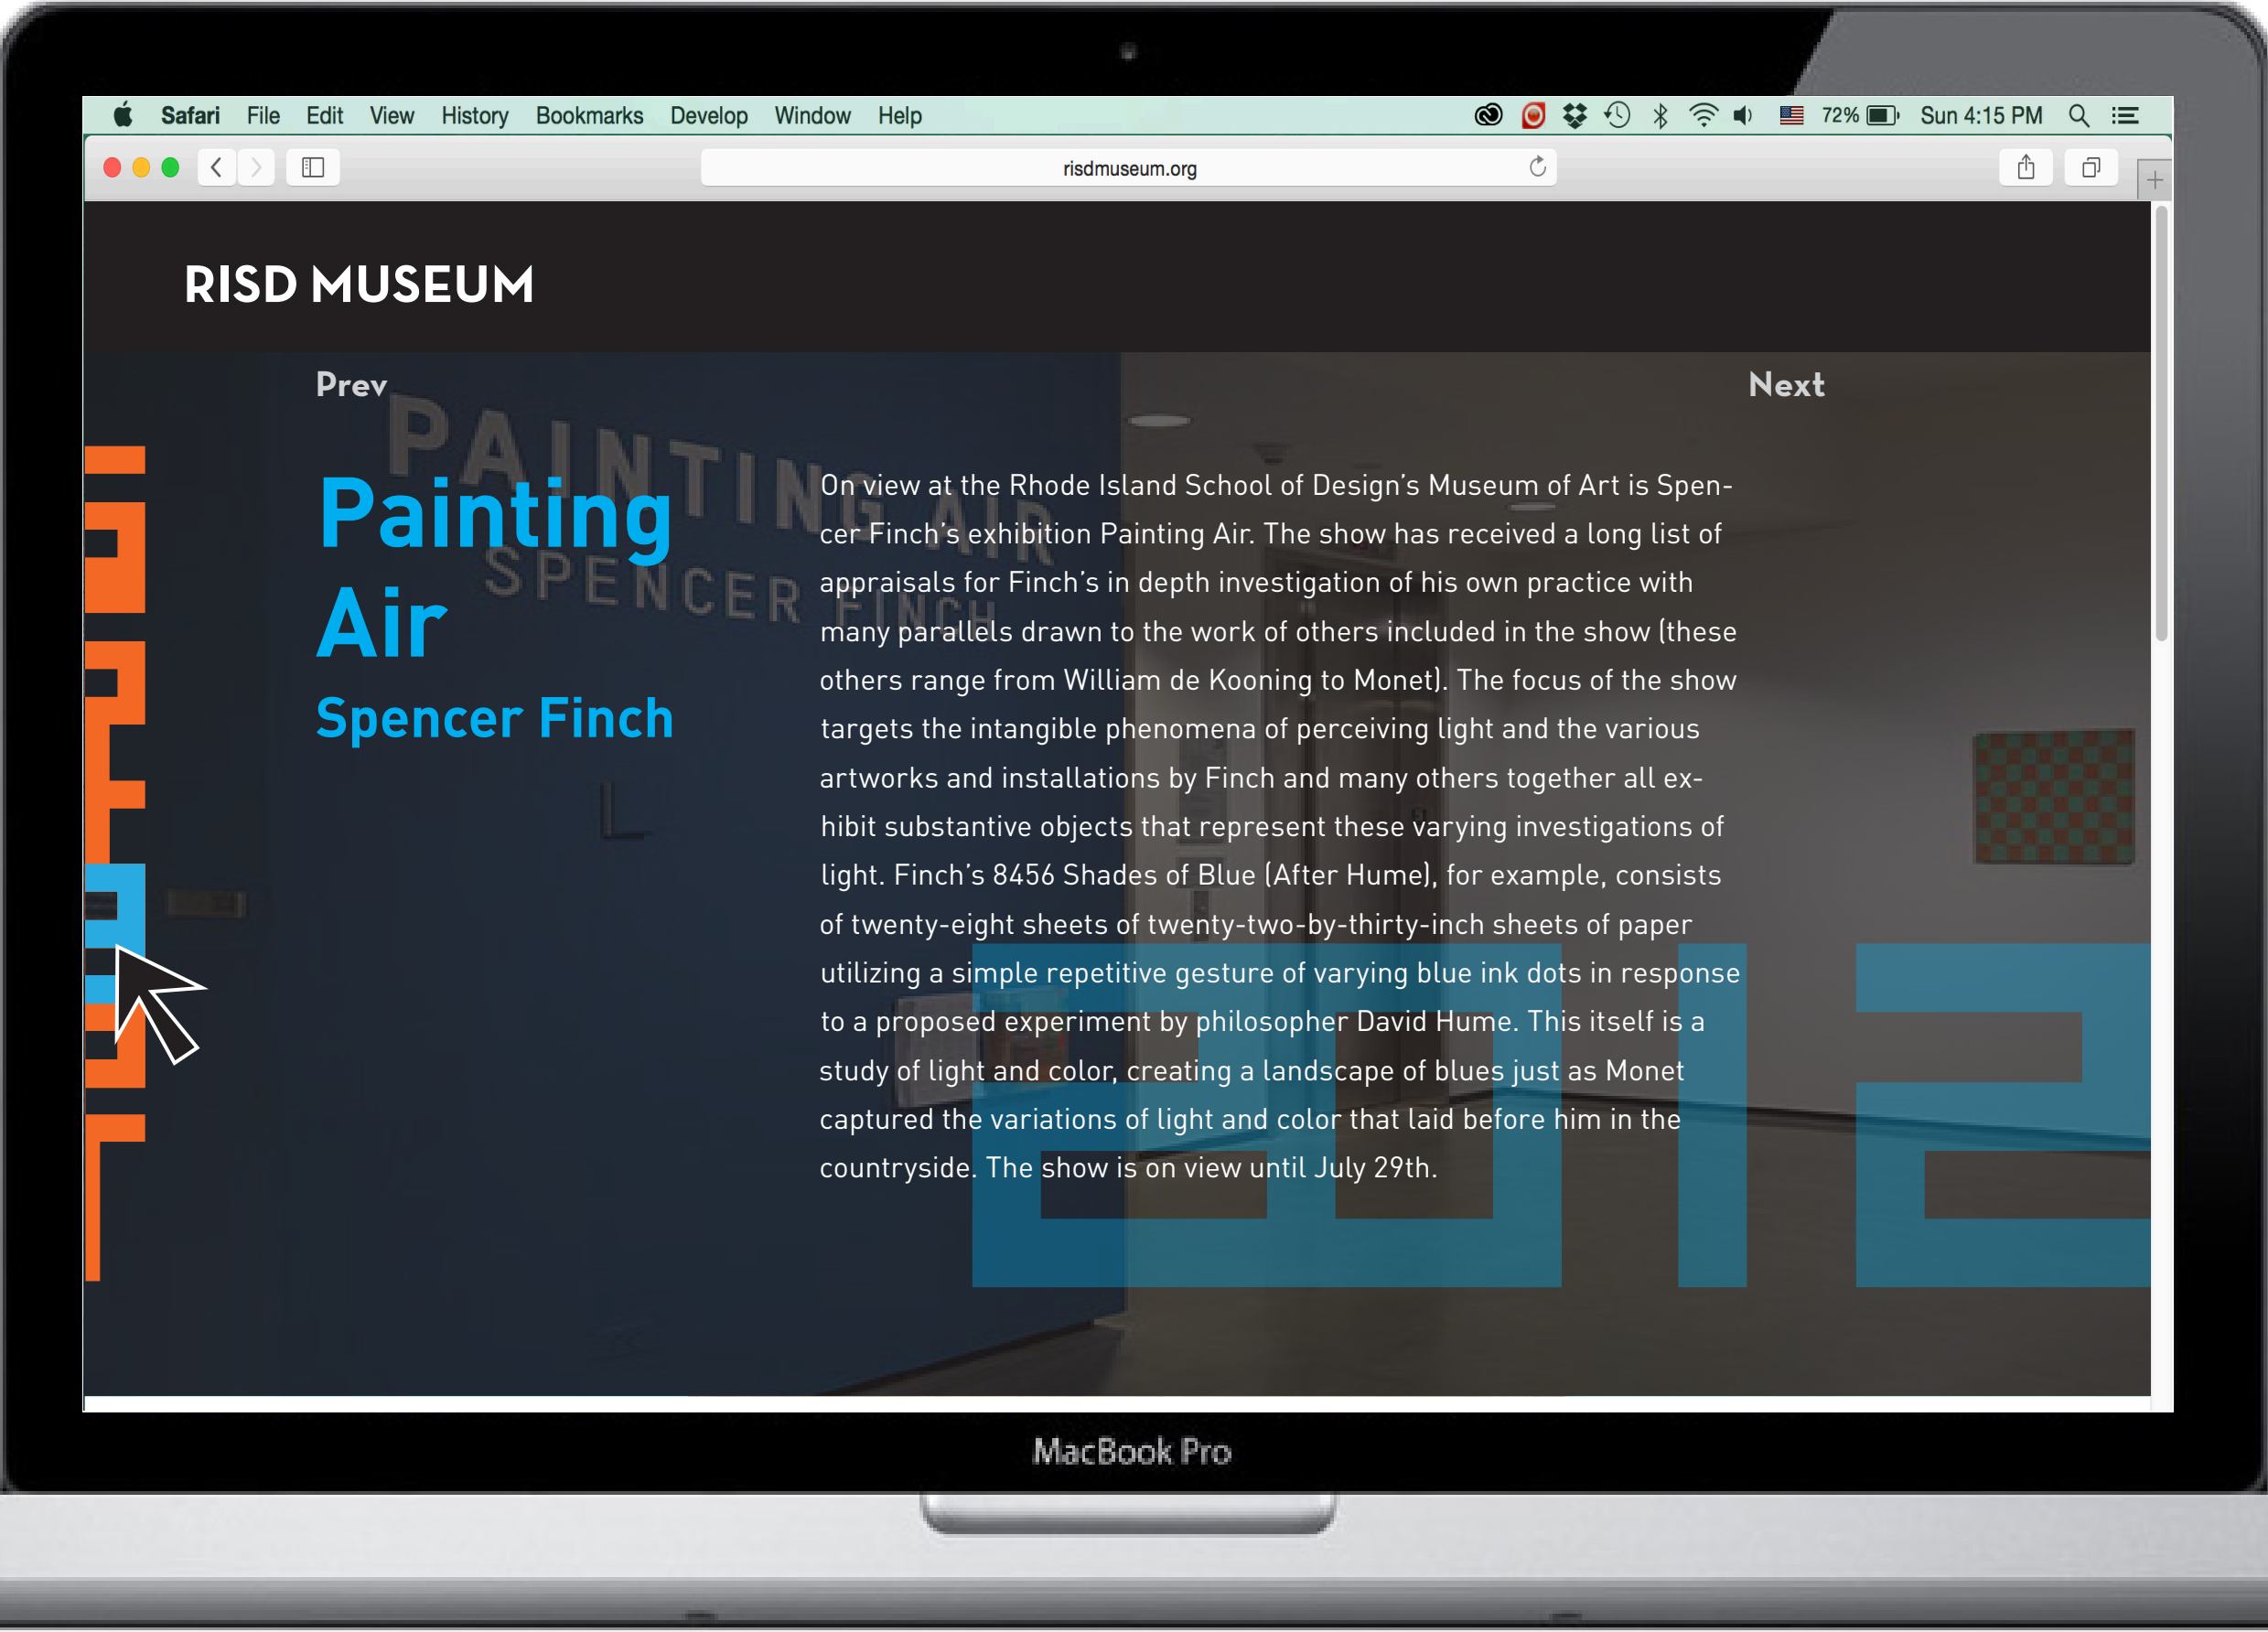 Safari File Edit View History Bookmarks Develop Window Help 72% Sun 4:15 PM
risdmuseum.org
RISD MUSEUM
Prev Next
PAINTING AIR
SPENCER FINCH
Painting
Air
Spencer Finch
On view at the Rhode Island School of Design’s Museum of Art is Spen-
cer Finch’s exhibition Painting Air. The show has received a long list of
appraisals for Finch’s in depth investigation of his own practice with
many parallels drawn to the work of others included in the show (these
others range from William de Kooning to Monet). The focus of the show
targets the intangible phenomena of perceiving light and the various
artworks and installations by Finch and many others together all ex-
hibit substantive objects that represent these varying investigations of
light. Finch’s 8456 Shades of Blue (After Hume), for example, consists
of twenty-eight sheets of twenty-two-by-thirty-inch sheets of paper
utilizing a simple repetitive gesture of varying blue ink dots in response
to a proposed experiment by philosopher David Hume. This itself is a
study of light and color, creating a landscape of blues just as Monet
captured the variations of light and color that laid before him in the
countryside. The show is on view until July 29th.
2012
MacBook Pro